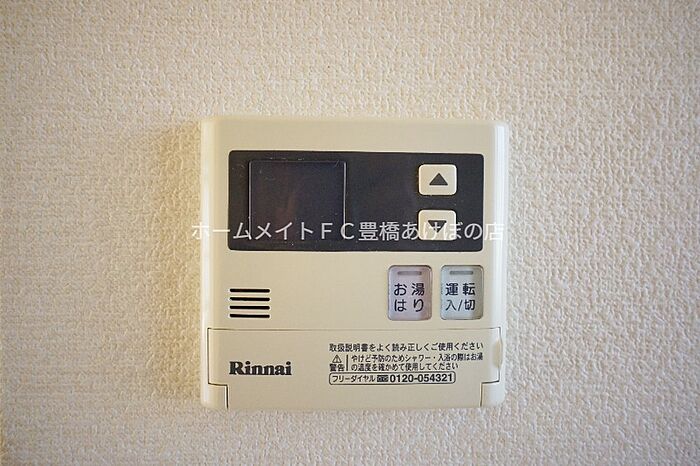 ▲
ホームメイトＦＣ豊橋あけぼの店
▼
お湯
はり
運転
入/切
取扱説明書をよく読み正しくご使用ください
⚠警告 やけど予防のためシャワー・入浴の際はお湯
の温度を確かめて使用してください
Rinnai
フリーダイヤル 0120-054321